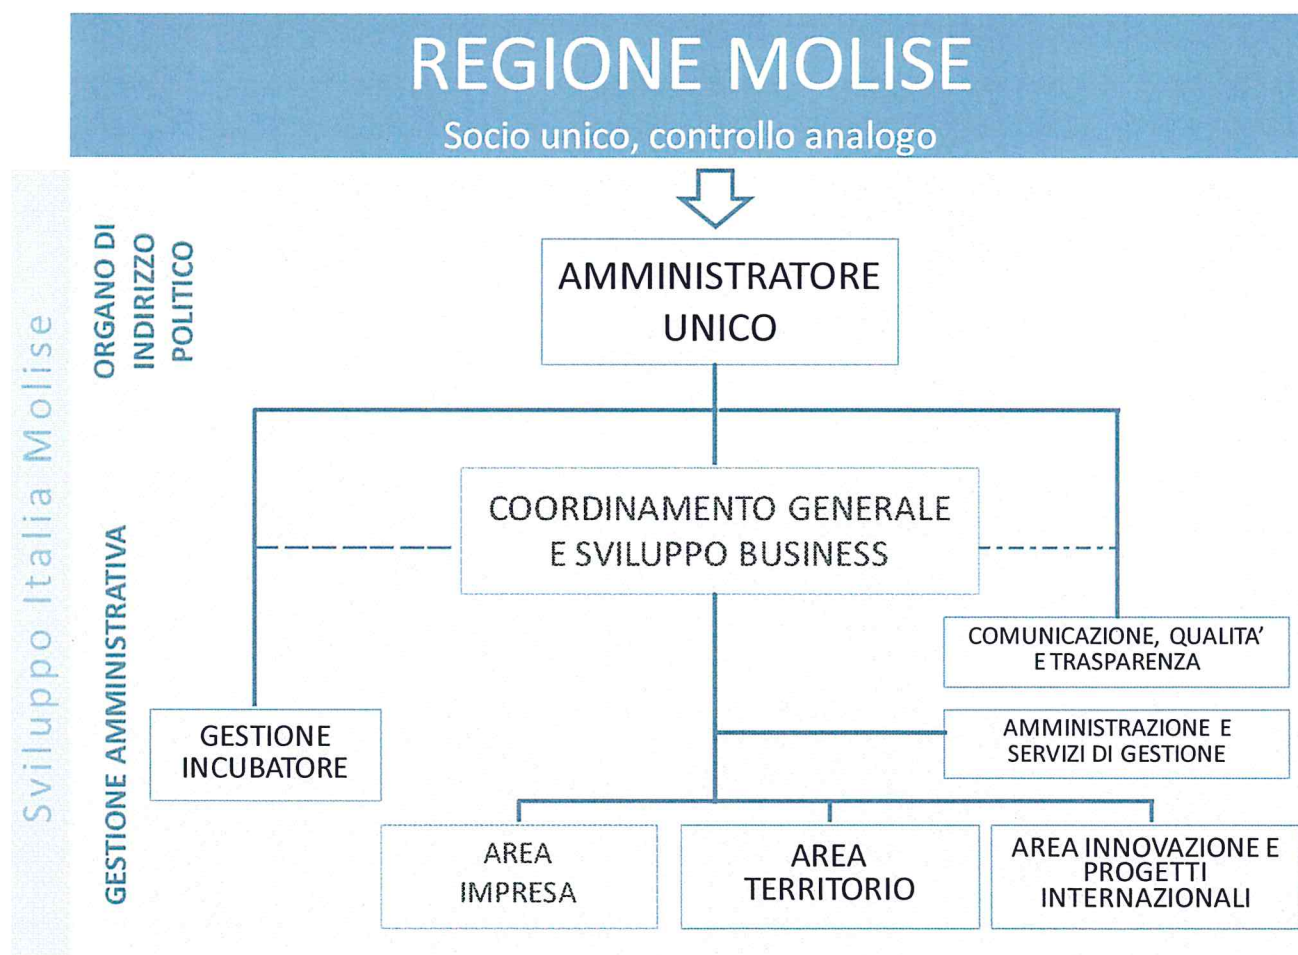 REGIONE MOLISE
Socio unico, controllo analogo
Sviluppo Italia Molise
ORGANO DI
INDIRIZZO
POLITICO
AMMINISTRATORE
UNICO
GESTIONE AMMINISTRATIVA
COORDINAMENTO GENERALE
E SVILUPPO BUSINESS
COMUNICAZIONE, QUALITA’
E TRASPARENZA
GESTIONE
INCUBATORE
AMMINISTRAZIONE E
SERVIZI DI GESTIONE
AREA
IMPRESA
AREA
TERRITORIO
AREA INNOVAZIONE E
PROGETTI
INTERNAZIONALI